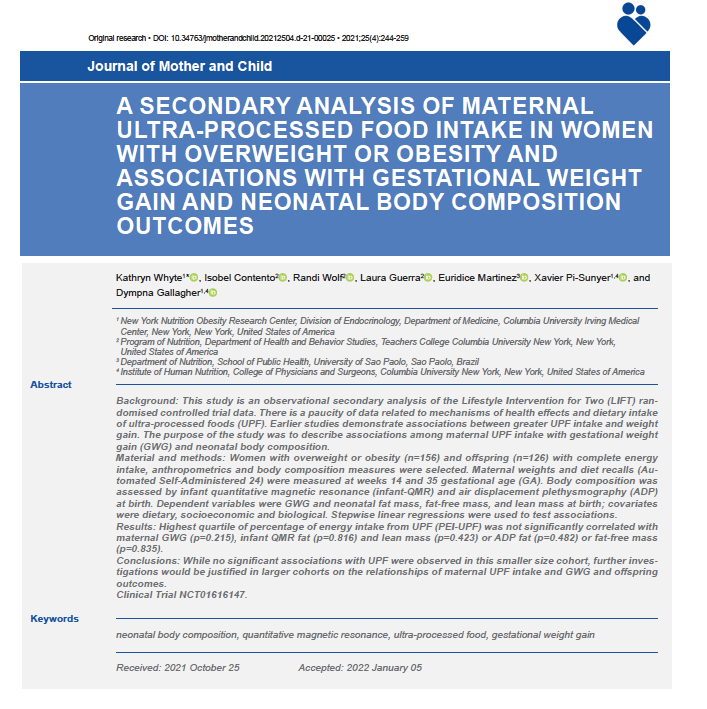 Original research • DOI: 10.34763/jmotherandchild.20212504.d-21-00025 • 2021;25(4):244-259
Journal of Mother and Child
A SECONDARY ANALYSIS OF MATERNAL
ULTRA-PROCESSED FOOD INTAKE IN WOMEN
WITH OVERWEIGHT OR OBESITY AND
ASSOCIATIONS WITH GESTATIONAL WEIGHT
GAIN AND NEONATAL BODY COMPOSITION
OUTCOMES
Kathryn Whyte¹*, Isobel Contento², Randi Wolf², Laura Guerra², Euridice Martinez³, Xavier Pi-Sunyer¹,⁴, and
Dympna Gallagher¹,⁴
¹ New York Nutrition Obesity Research Center, Division of Endocrinology, Department of Medicine, Columbia University Irving Medical
Center, New York, New York, United States of America
² Program of Nutrition, Department of Health and Behavior Studies, Teachers College Columbia University New York, New York,
United States of America
³ Department of Nutrition, School of Public Health, University of Sao Paolo, Sao Paolo, Brazil
⁴ Institute of Human Nutrition, College of Physicians and Surgeons, Columbia University New York, New York, United States of America
Abstract
Background: This study is an observational secondary analysis of the Lifestyle Intervention for Two (LIFT) ran-
domised controlled trial data. There is a paucity of data related to mechanisms of health effects and dietary intake
of ultra-processed foods (UPF). Earlier studies demonstrate associations between greater UPF intake and weight
gain. The purpose of the study was to describe associations among maternal UPF intake with gestational weight
gain (GWG) and neonatal body composition.
Material and methods: Women with overweight or obesity (n=156) and offspring (n=126) with complete energy
intake, anthropometrics and body composition measures were selected. Maternal weights and diet recalls (Au-
tomated Self-Administered 24) were measured at weeks 14 and 35 gestational age (GA). Body composition was
assessed by infant quantitative magnetic resonance (infant-QMR) and air displacement plethysmography (ADP)
at birth. Dependent variables were GWG and neonatal fat mass, fat-free mass, and lean mass at birth; covariates
were dietary, socioeconomic and biological. Stepwise linear regressions were used to test associations.
Results: Highest quartile of percentage of energy intake from UPF (PEI-UPF) was not significantly correlated with
maternal GWG (p=0.215), infant QMR fat (p=0.816) and lean mass (p=0.423) or ADP fat (p=0.482) or fat-free mass
(p=0.835).
Conclusions: While no significant associations with UPF were observed in this smaller size cohort, further inves-
tigations would be justified in larger cohorts on the relationships of maternal UPF intake and GWG and offspring
outcomes.
Clinical Trial NCT01616147.
Keywords
neonatal body composition, quantitative magnetic resonance, ultra-processed food, gestational weight gain
Received: 2021 October 25 Accepted: 2022 January 05